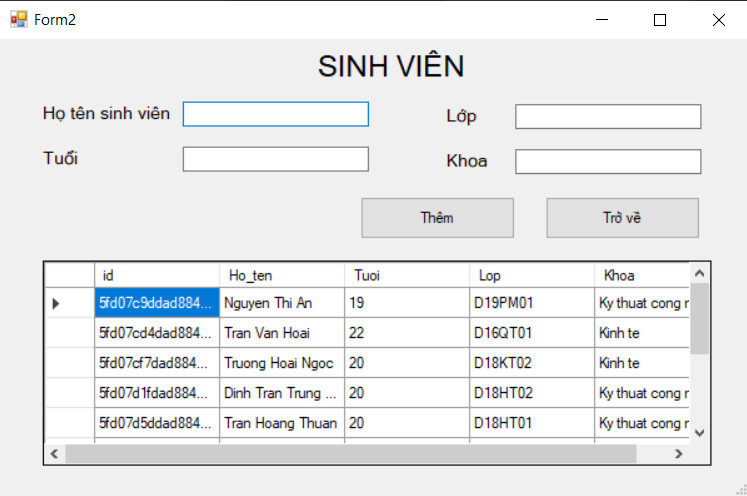 Form2
SINH VIÊN
Họ tên sinh viên Lớp
Tuổi Khoa
Thêm Trở về
id Ho_ten Tuoi Lop Khoa
5fd07c9ddad884... Nguyen Thi An 19 D19PM01 Ky thuat cong
5fd07cd4dad884... Tran Van Hoai 22 D16QT01 Kinh te
5fd07cf7dad884... Truong Hoai Ngoc 20 D18KT02 Kinh te
5fd07d1fdad884... Dinh Tran Trung ... 20 D18HT02 Ky thuat cong
5fd07d5ddad884... Tran Hoang Thuan 20 D18HT01 Ky thuat cong